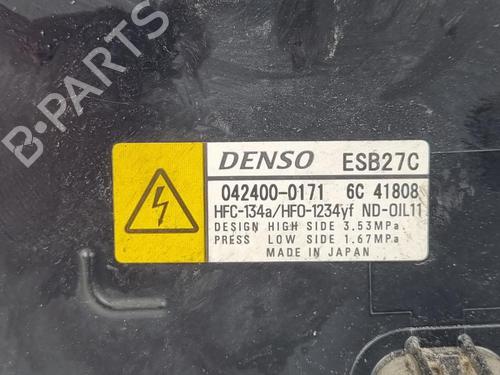 B-PARTS
DENSO ESB27C
042400-0171 6C 41808
HFC-134a/HFO-1234yf ND-OIL11
DESIGN HIGH SIDE 3.53MPa
PRESS LOW SIDE 1.67MPa
MADE IN JAPAN